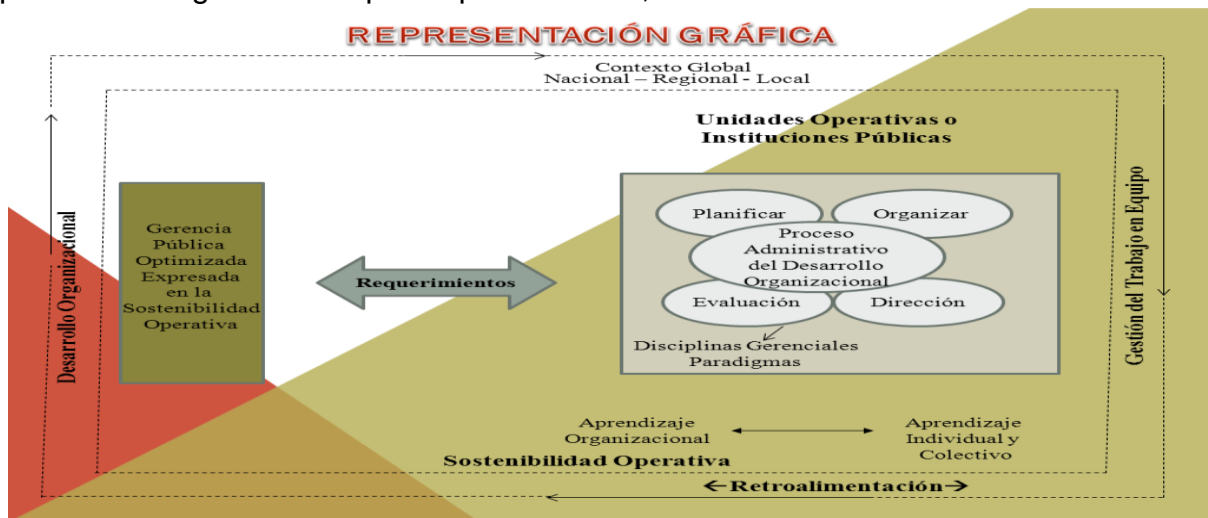 REPRESENTACIÓN GRÁFICA
Contexto Global
Nacional – Regional - Local
Unidades Operativas o
Instituciones Públicas
Desarrollo Organizacional
Gerencia
Pública
Optimizada
Expresada
en la
Sostenibilidad
Operativa
Requerimientos
Planificar
Organizar
Proceso
Administrativo
del Desarrollo
Organizacional
Evaluación
Dirección
Disciplinas Gerenciales
Paradigmas
Gestión del Trabajo en Equipo
Aprendizaje
Organizacional
Aprendizaje
Individual y
Colectivo
Sostenibilidad Operativa
←Retroalimentación→